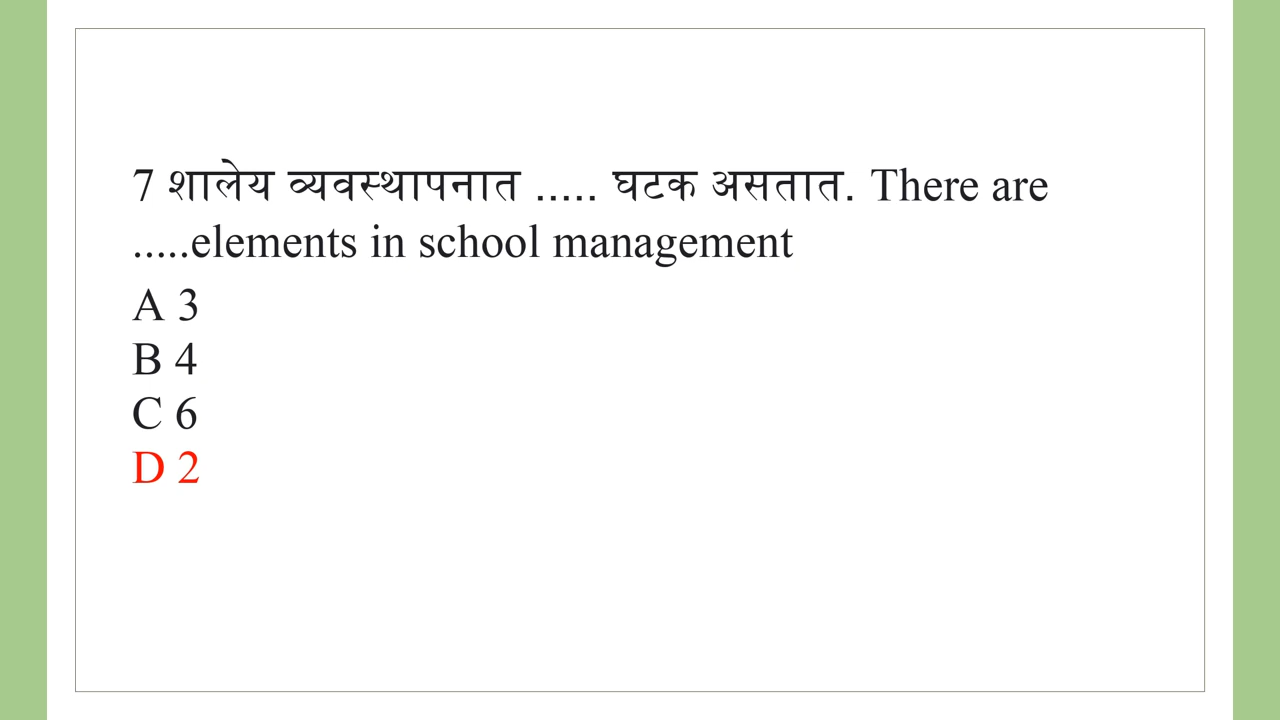 7 शालेय व्यवस्थापनात ..... घटक असतात. There are
.....elements in school management
A 3
B 4
C 6
D 2